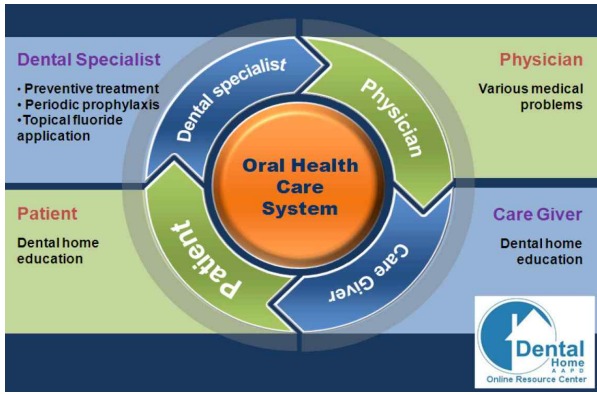 Dental Specialist
• Preventive treatment
• Periodic prophylaxis
•Topical fluoride
application
Dental specialist
Physician
Physician
Various medical
problems
Oral Health
Care
System
Patient
Dental home
education
Patient
Care Giver
Care Giver
Dental home
education
Dental
Home
AAPD
Online Resource Center